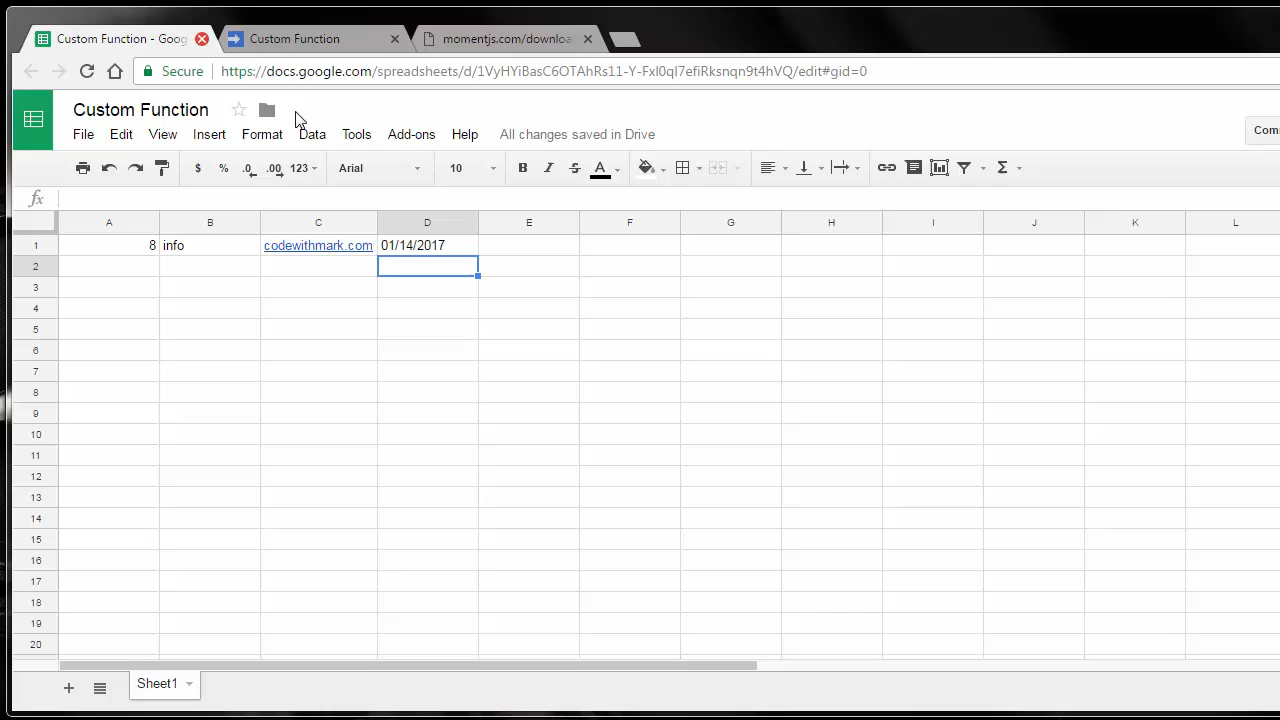 Custom Function - Goog
Custom Function
momentjs.com/downloa
Secure
https://docs.google.com/spreadsheets/d/1VyHYiBasC6OTAhRs11-Y-FxI0qI7efiRksnqn9t4hVQ/edit#gid=0
Custom Function
File Edit View Insert Format Data Tools Add-ons Help All changes saved in Drive
Com
$ % .0 .00 123 Arial 10 B I S A Σ
fx
A B C D E F G H I J K L
1 8 info codewithmark.com 01/14/2017
2
3
4
5
6
7
8
9
10
11
12
13
14
15
16
17
18
19
20
+ Sheet1